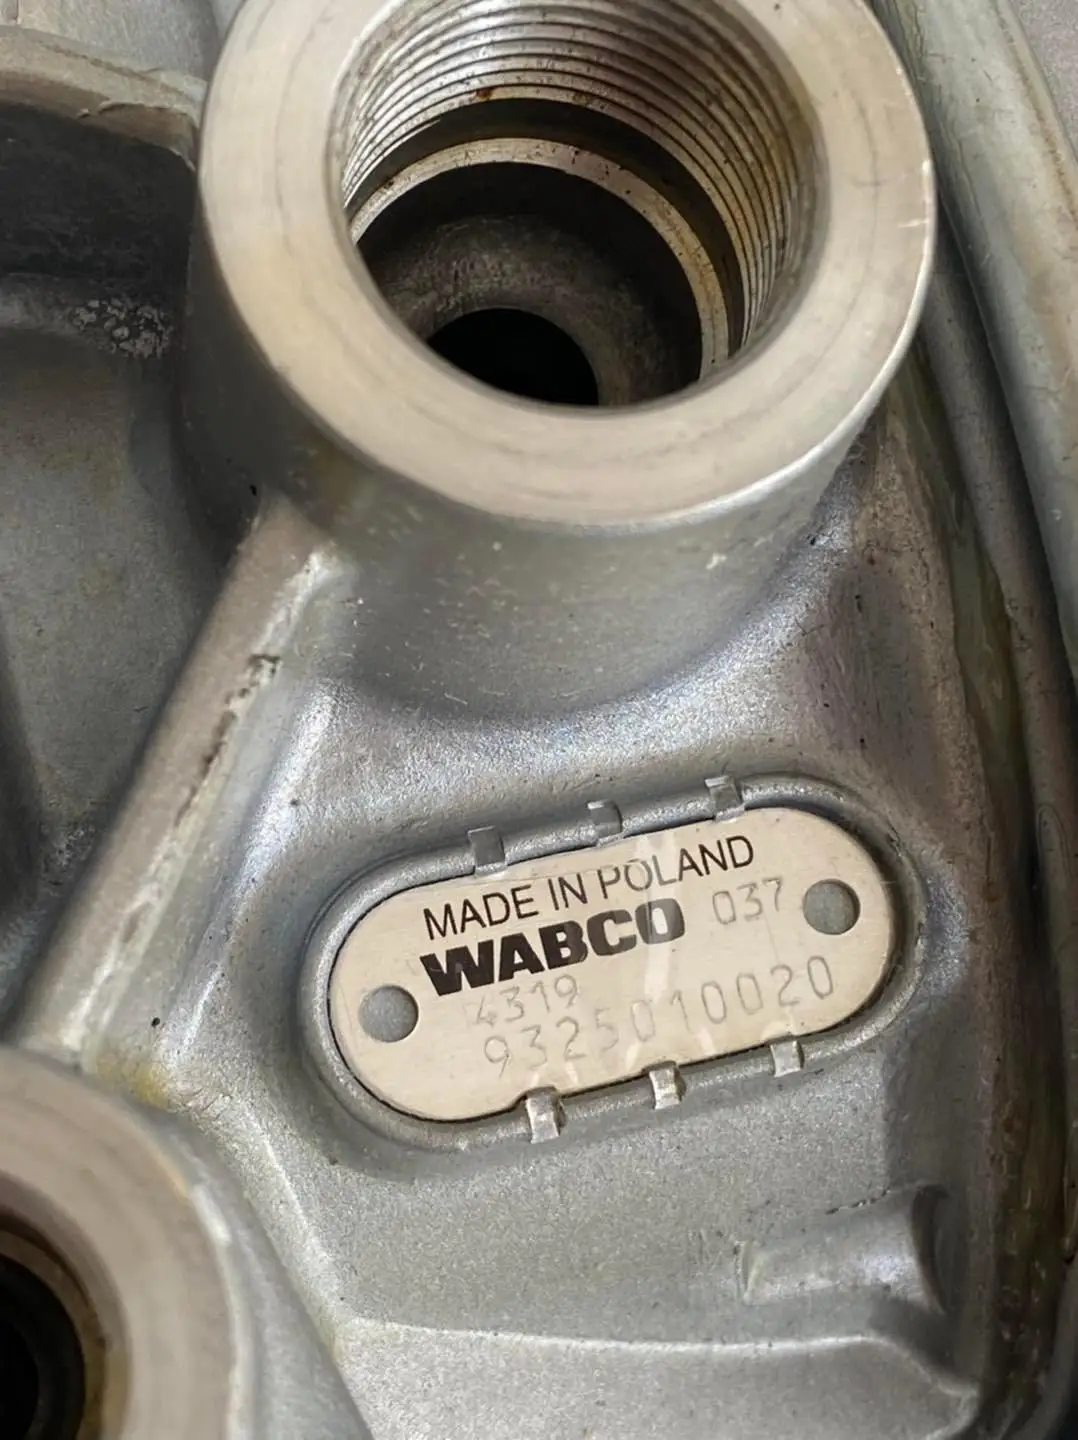 MADE IN POLAND
WABCO 037
4319
9325010020